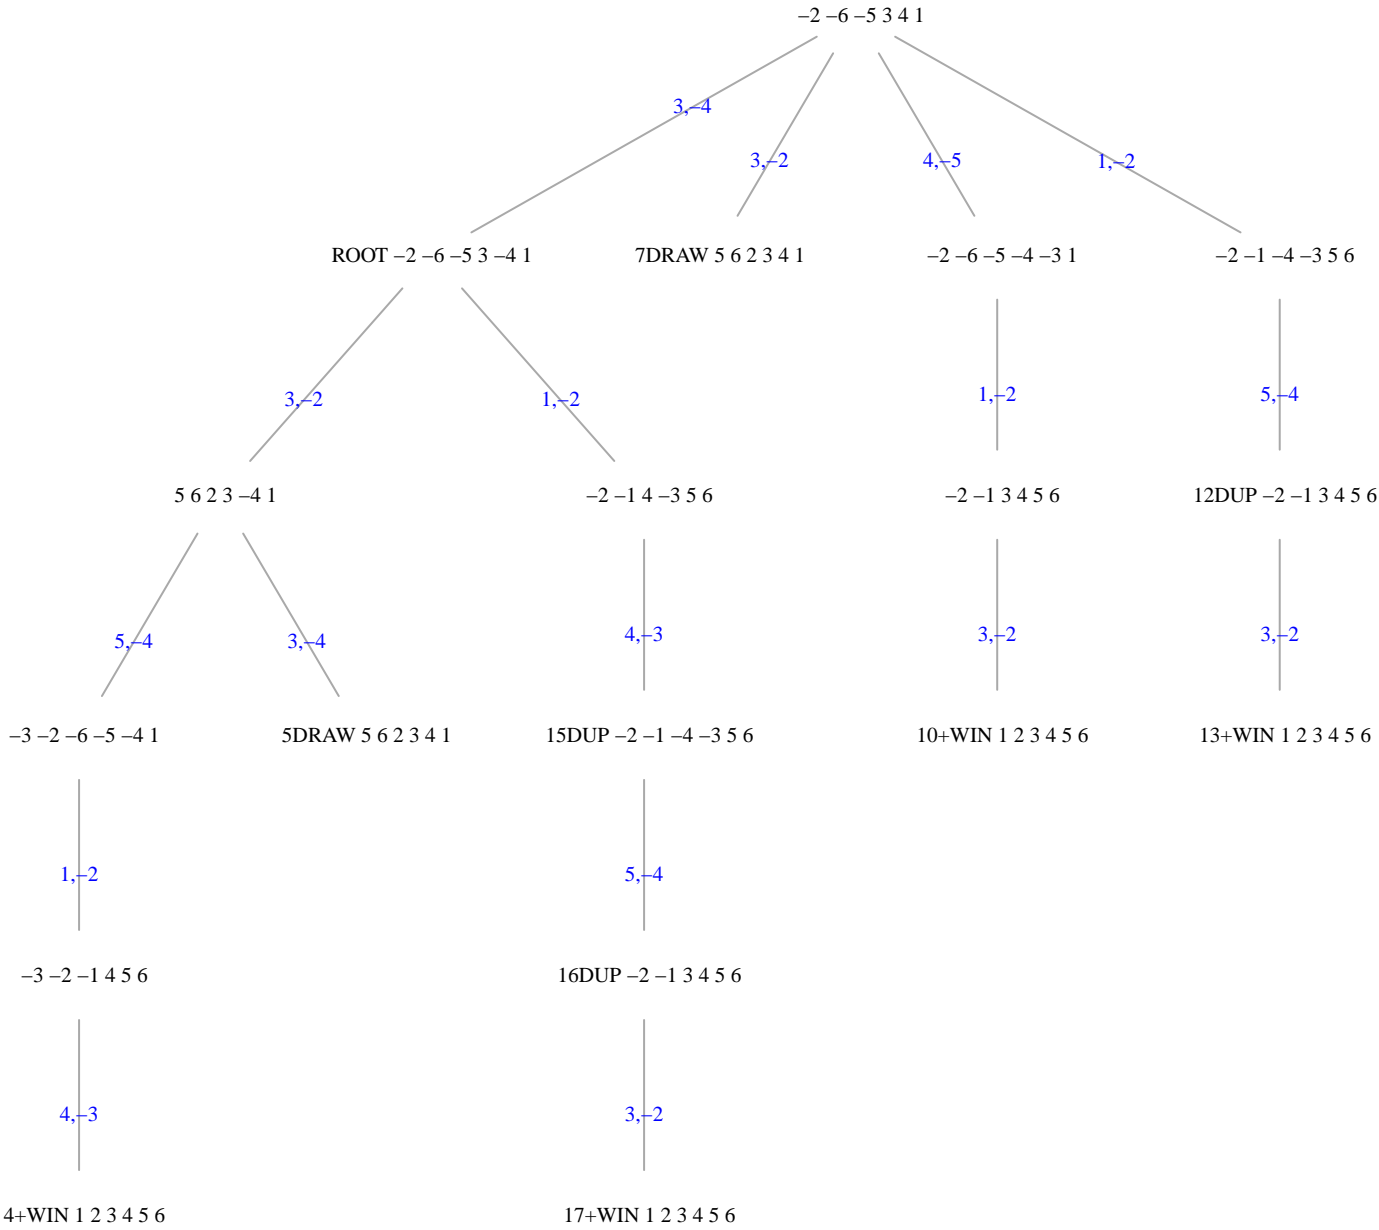 –2 –6 –5 3 4 1
3,–4
3,–2
4,–5
1,–2
ROOT –2 –6 –5 3 –4 1
7DRAW 5 6 2 3 4 1
–2 –6 –5 –4 –3 1
–2 –1 –4 –3 5 6
3,–2
1,–2
1,–2
5,–4
5 6 2 3 –4 1
–2 –1 4 –3 5 6
–2 –1 3 4 5 6
12DUP –2 –1 3 4 5 6
5,–4
3,–4
4,–3
3,–2
3,–2
–3 –2 –6 –5 –4 1
5DRAW 5 6 2 3 4 1
15DUP –2 –1 –4 –3 5 6
10+WIN 1 2 3 4 5 6
13+WIN 1 2 3 4 5 6
1,–2
5,–4
–3 –2 –1 4 5 6
16DUP –2 –1 3 4 5 6
4,–3
3,–2
4+WIN 1 2 3 4 5 6
17+WIN 1 2 3 4 5 6